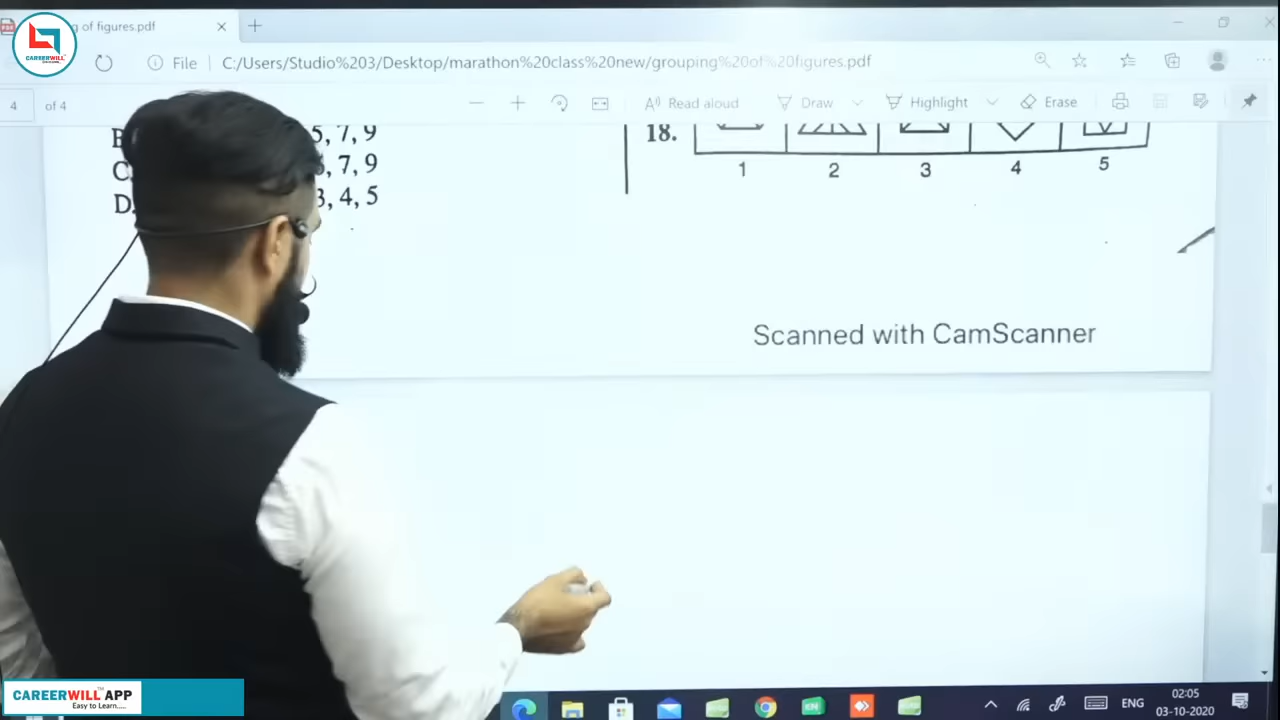 g of figures.pdf
CAREERWILL
File
C:/Users/Studio%203/Desktop/marathon%20class%20new/grouping%20of%20figures.pdf
4 of 4
Read aloud
Draw
Highlight
Erase
5, 7, 9
C.
7, 9
D.
3, 4, 5
18.
1 2 3 4 5
Scanned with CamScanner
CAREERWILL APP
Easy to Learn.....
ENG
02:05
03-10-2020